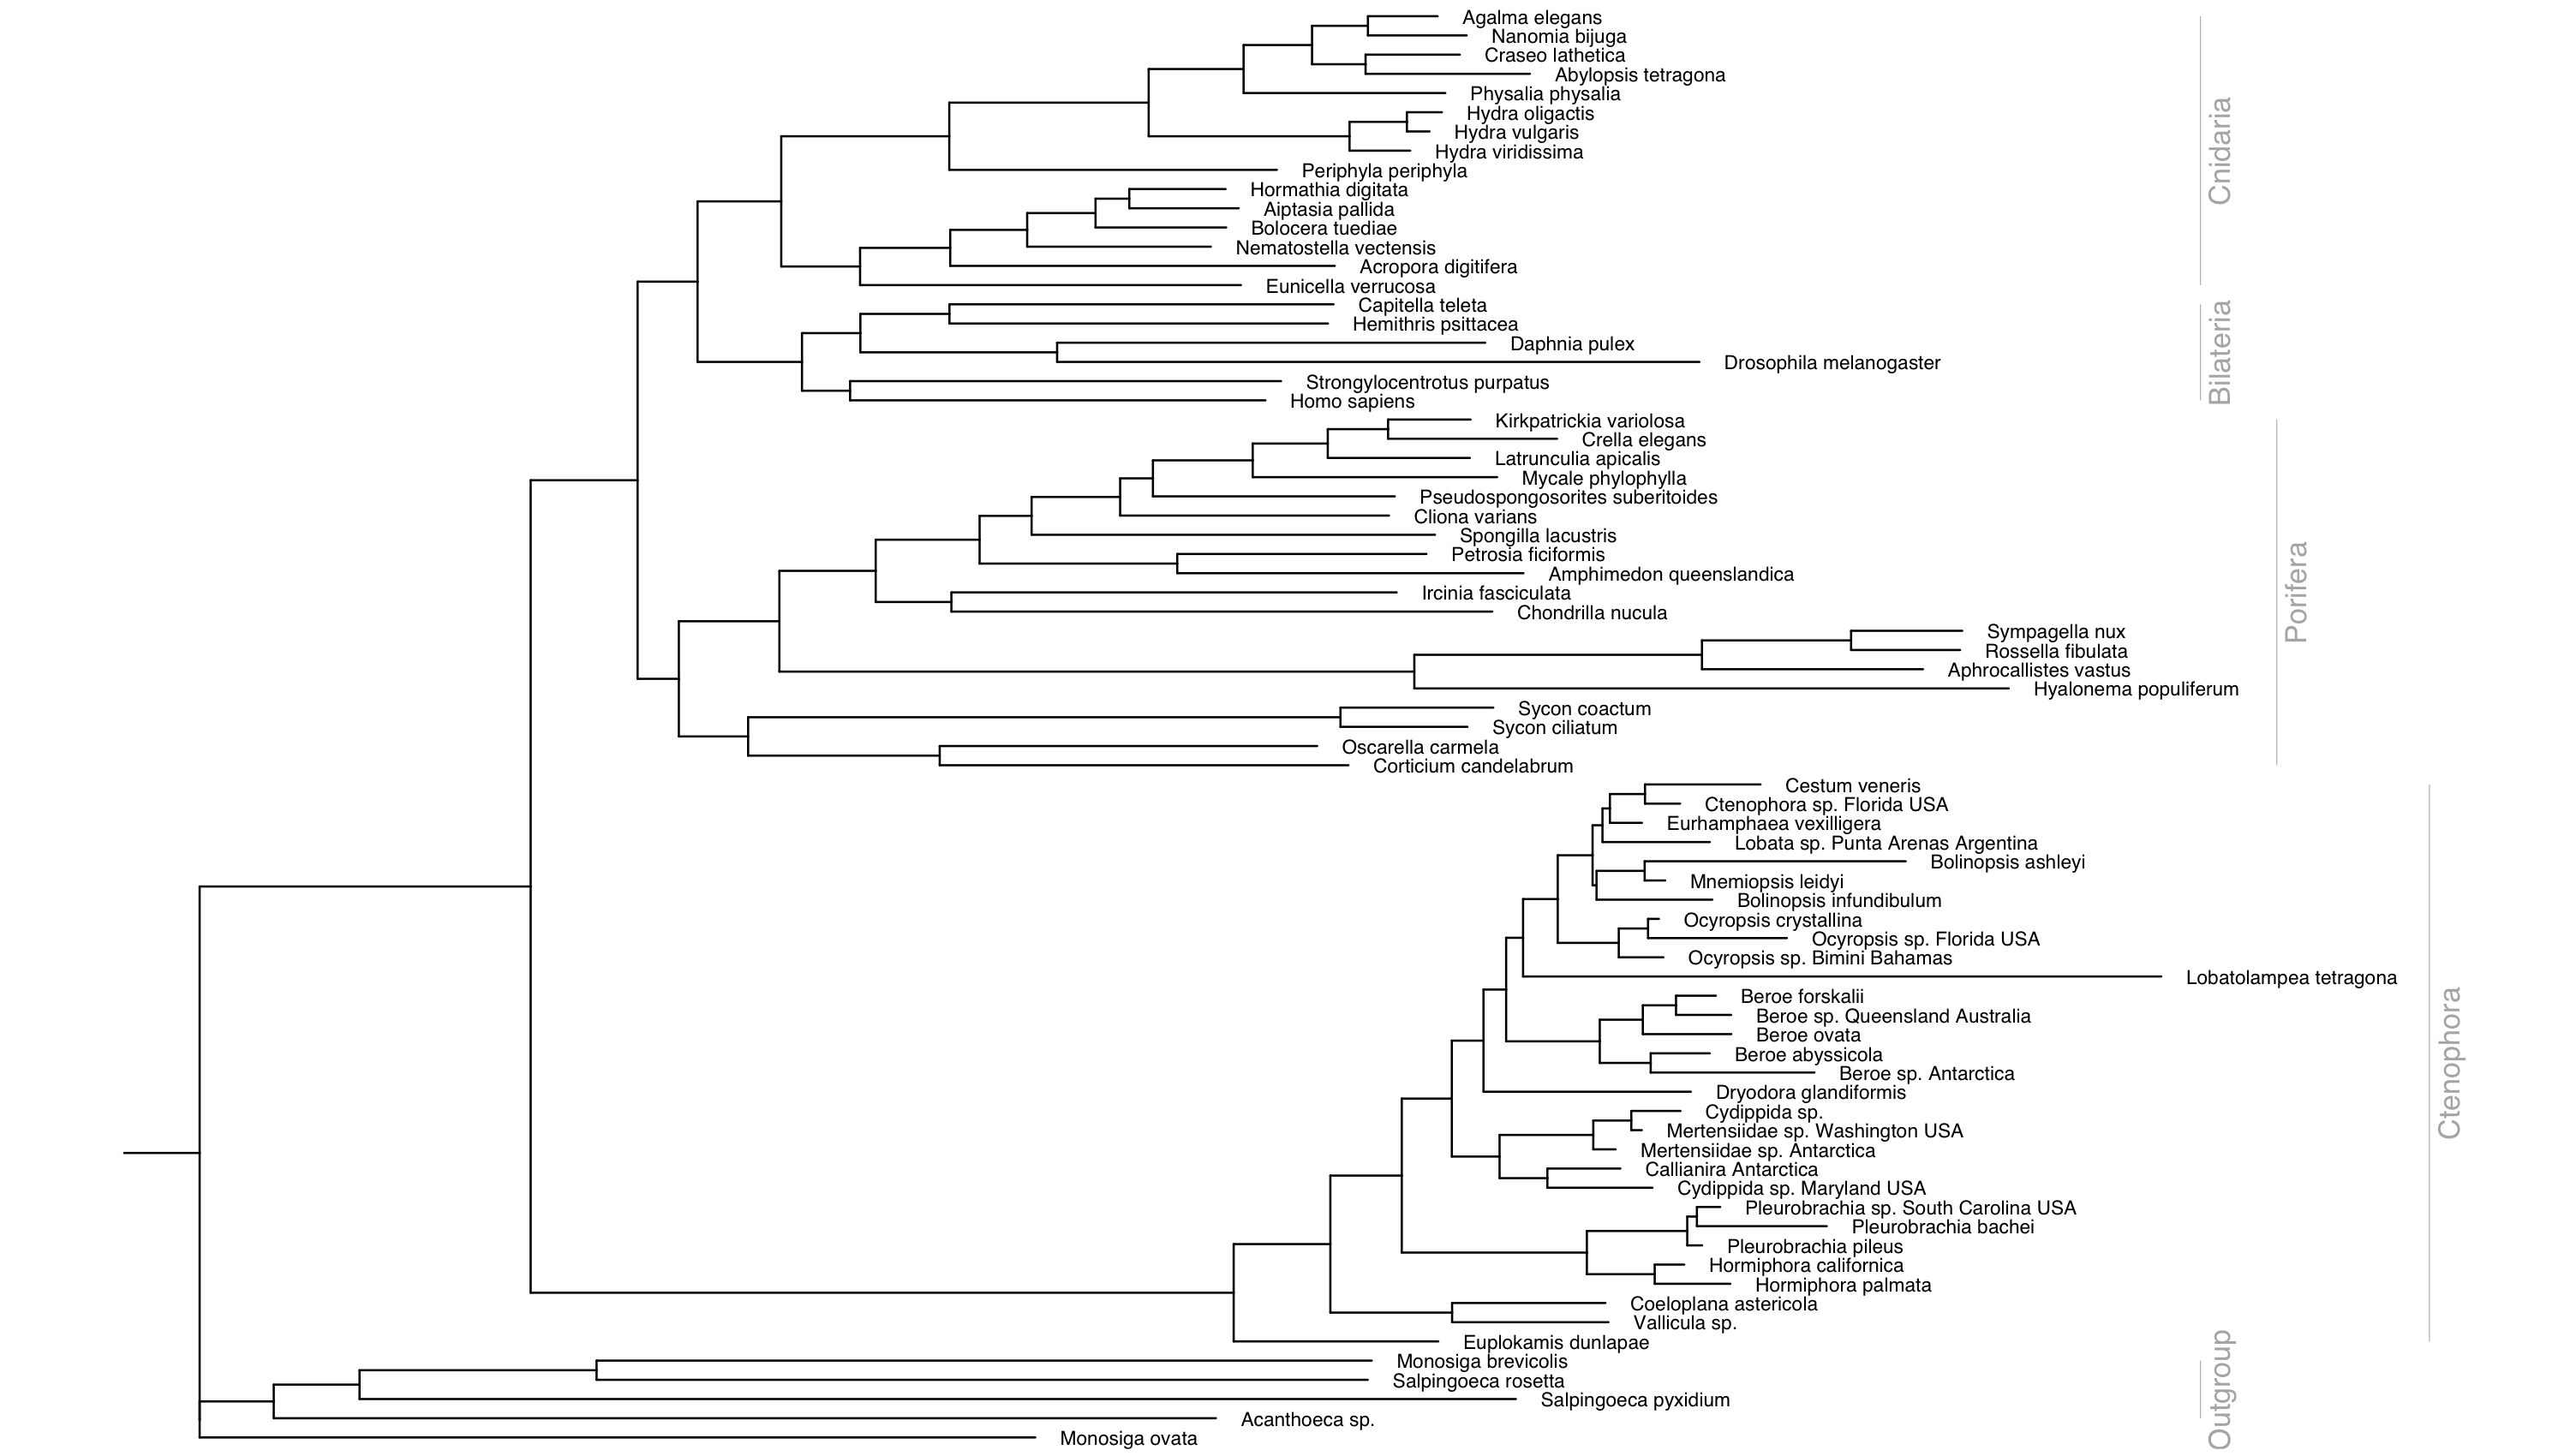 Agalma elegans
Nanomia bijuga
Craseo lathetica
Abylopsis tetragona
Physalia physalia
Hydra oligactis
Hydra vulgaris
Hydra viridissima
Periphyla periphyla
Hormathia digitata
Aiptasia pallida
Bolocera tuediae
Nematostella vectensis
Acropora digitifera
Eunicella verrucosa
Cnidaria
Capitella teleta
Hemithris psittacea
Daphnia pulex
Drosophila melanogaster
Strongylocentrotus purpatus
Homo sapiens
Bilateria
Kirkpatrickia variolosa
Crella elegans
Latrunculia apicalis
Mycale phylophylla
Pseudospongosorites suberitoides
Cliona varians
Spongilla lacustris
Petrosia ficiformis
Amphimedon queenslandica
Ircinia fasciculata
Chondrilla nucula
Sympagella nux
Rossella fibulata
Aphrocallistes vastus
Hyalonema populiferum
Sycon coactum
Sycon ciliatum
Oscarella carmela
Corticium candelabrum
Porifera
Cestum veneris
Ctenophora sp. Florida USA
Eurhamphaea vexilligera
Lobata sp. Punta Arenas Argentina
Bolinopsis ashleyi
Mnemiopsis leidyi
Bolinopsis infundibulum
Ocyropsis crystallina
Ocyropsis sp. Florida USA
Ocyropsis sp. Bimini Bahamas
Lobatolampea tetragona
Beroe forskalii
Beroe sp. Queensland Australia
Beroe ovata
Beroe abyssicola
Beroe sp. Antarctica
Dryodora glandiformis
Cydippida sp.
Mertensiidae sp. Washington USA
Mertensiidae sp. Antarctica
Callianira Antarctica
Cydippida sp. Maryland USA
Pleurobrachia sp. South Carolina USA
Pleurobrachia bachei
Pleurobrachia pileus
Hormiphora californica
Hormiphora palmata
Coeloplana astericola
Vallicula sp.
Euplokamis dunlapae
Ctenophora
Monosiga brevicolis
Salpingoeca rosetta
Salpingoeca pyxidium
Acanthoeca sp.
Monosiga ovata
Outgroup